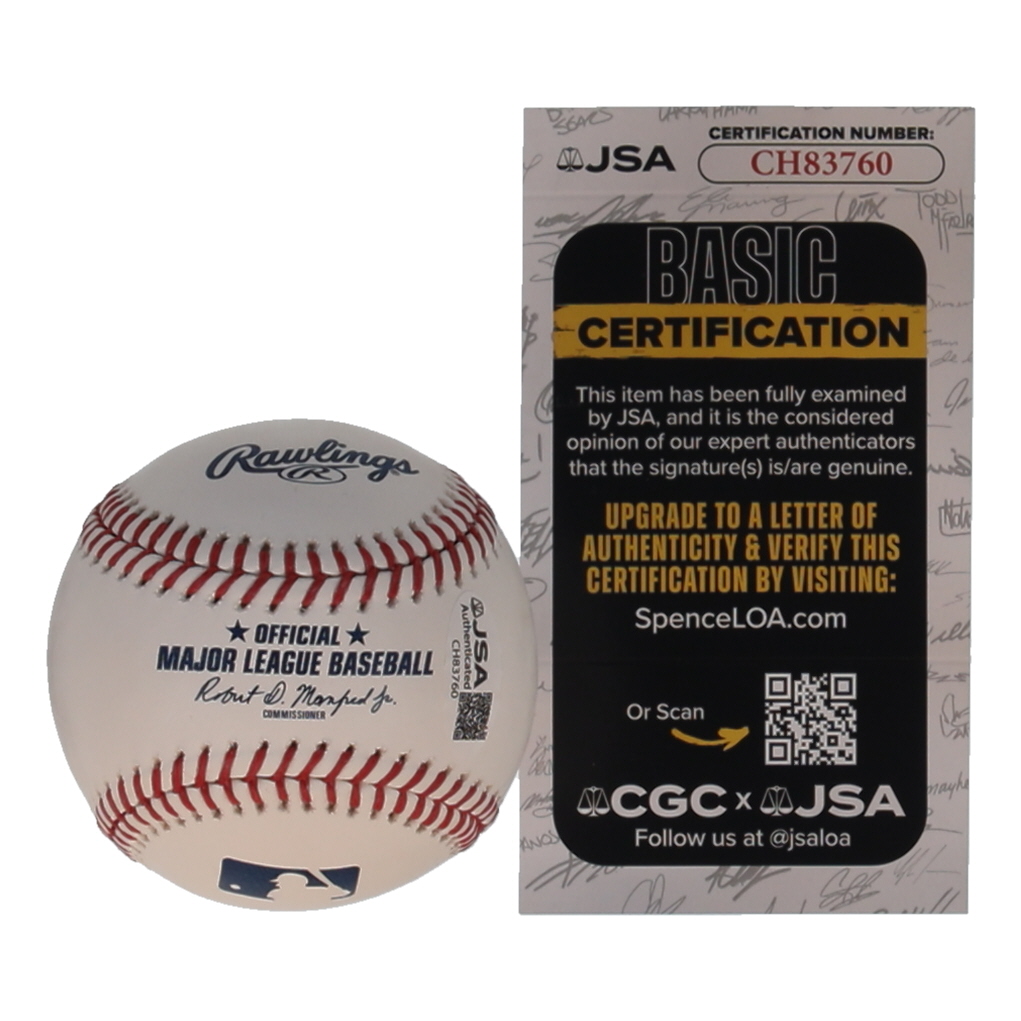 Rawlings
R
★ OFFICIAL ★
MAJOR LEAGUE BASEBALL
Robert D. Manfred Jr.
COMMISSIONER
JSA
Authenticated
CH83760
JSA
CERTIFICATION NUMBER:
CH83760
BASIC
CERTIFICATION
This item has been fully examined
by JSA, and it is the considered
opinion of our expert authenticators
that the signature(s) is/are genuine.
UPGRADE TO A LETTER OF
AUTHENTICITY & VERIFY THIS
CERTIFICATION BY VISITING:
SpenceLOA.com
Or Scan
CGC x JSA
Follow us at @jsaloa